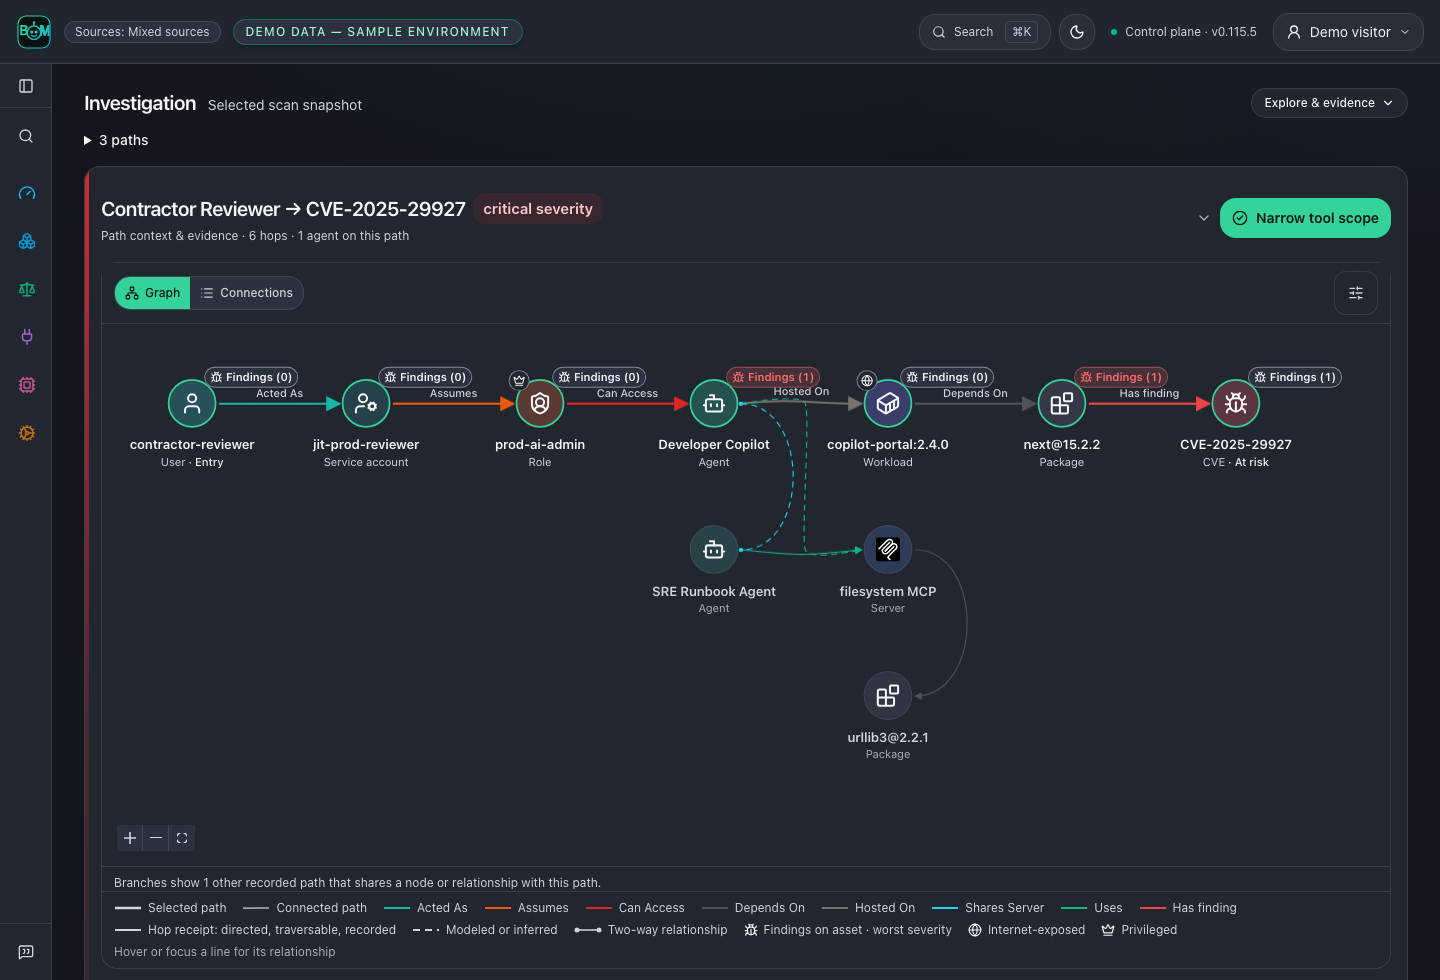 BOM
Sources: Mixed sources
DEMO DATA — SAMPLE ENVIRONMENT
Search ⌘K
Control plane · v0.115.5
Demo visitor
Investigation Selected scan snapshot
Explore & evidence
3 paths
Contractor Reviewer → CVE-2025-29927 critical severity
Path context & evidence · 6 hops · 1 agent on this path
Narrow tool scope
Graph
Connections
Findings (0)
Findings (0)
Findings (0)
Findings (1)
Findings (0)
Findings (1)
Findings (1)
Acted As
Assumes
Can Access
Hosted On
Depends On
Has finding
contractor-reviewer
User · Entry
jit-prod-reviewer
Service account
prod-ai-admin
Role
Developer Copilot
Agent
copilot-portal:2.4.0
Workload
next@15.2.2
Package
CVE-2025-29927
CVE · At risk
SRE Runbook Agent
Agent
filesystem MCP
Server
urllib3@2.2.1
Package
Branches show 1 other recorded path that shares a node or relationship with this path.
Selected path Connected path Acted As Assumes Can Access Depends On Hosted On Shares Server Uses Has finding
Hop receipt: directed, traversable, recorded Modeled or inferred Two-way relationship Findings on asset · worst severity Internet-exposed Privileged
Hover or focus a line for its relationship